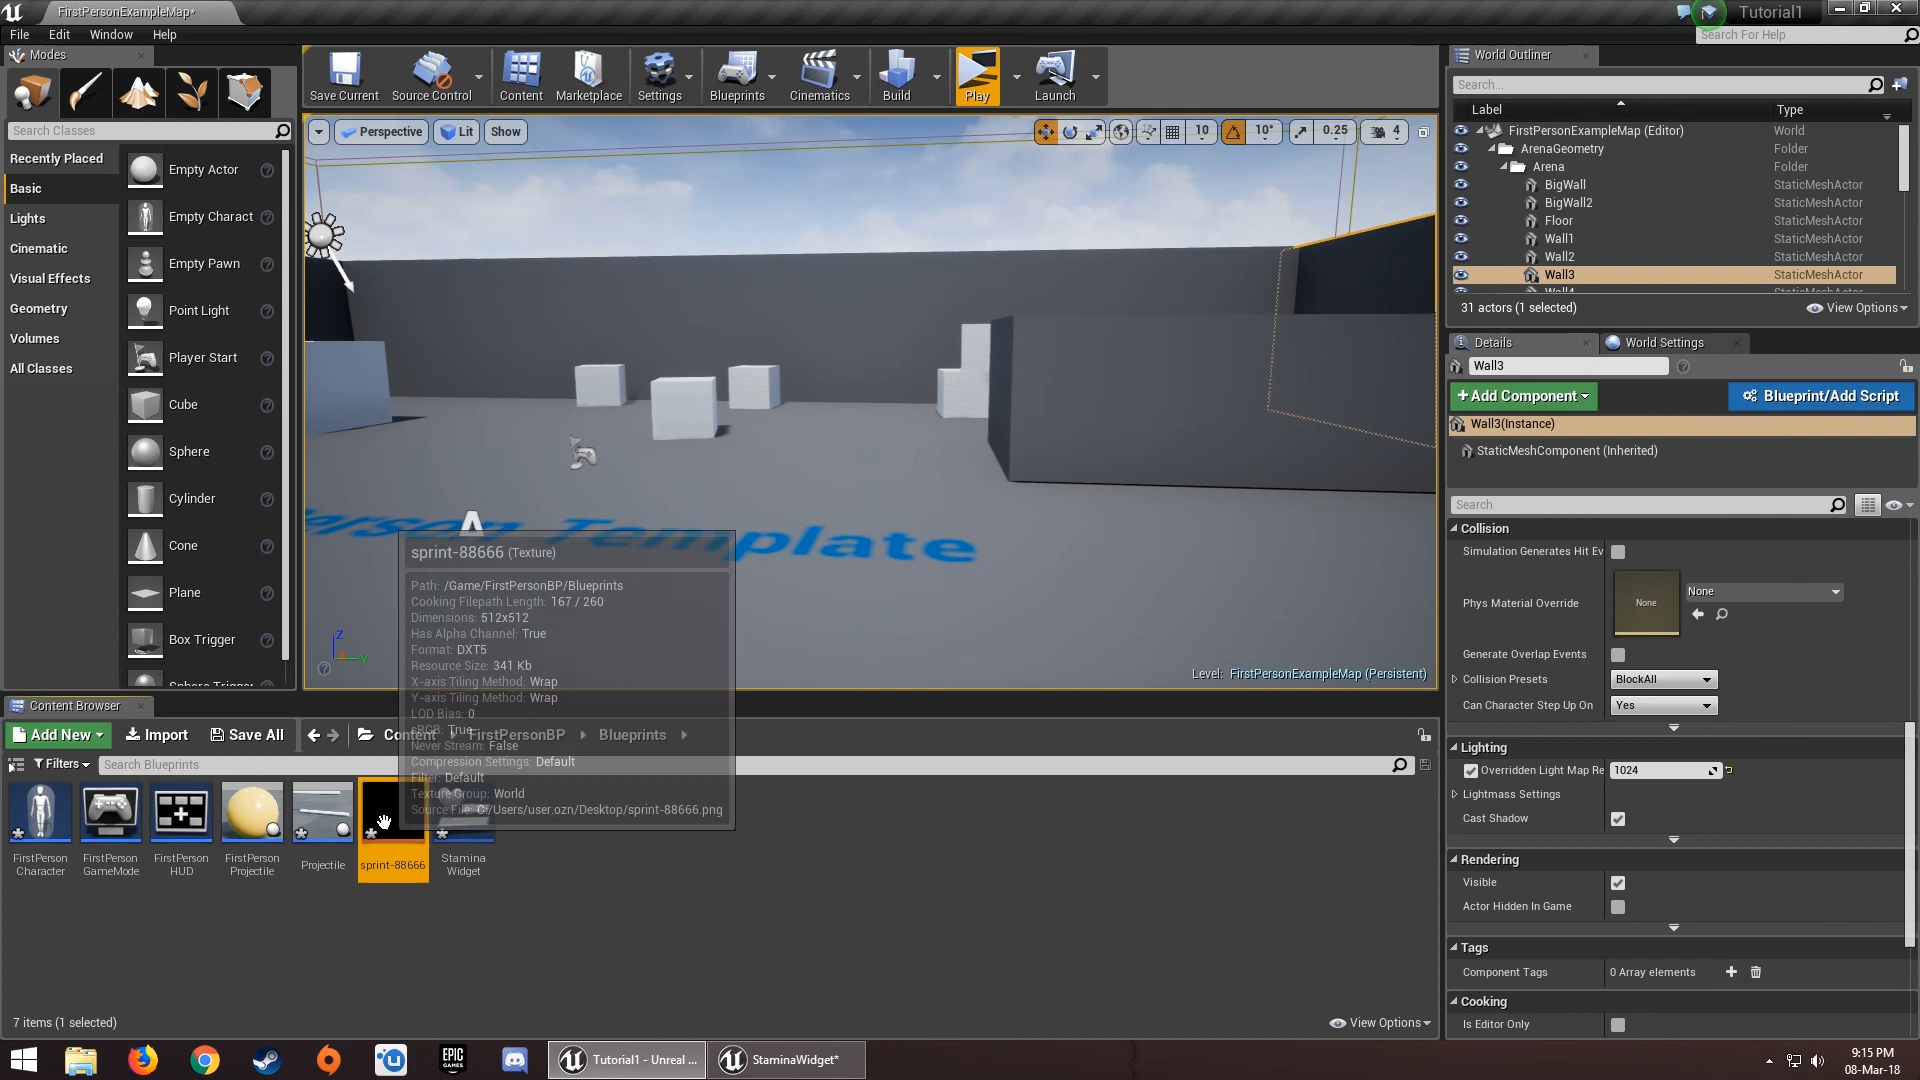 FirstPersonExampleMap*
Tutorial1
File Edit Window Help
Search For Help
Modes
Save Current
Source Control
Content
Marketplace
Settings
Blueprints
Cinematics
Build
Play
Launch
World Outliner
Search...
Label Type
FirstPersonExampleMap (Editor) World
ArenaGeometry Folder
Arena Folder
BigWall StaticMeshActor
BigWall2 StaticMeshActor
Floor StaticMeshActor
Wall1 StaticMeshActor
Wall2 StaticMeshActor
Wall3 StaticMeshActor
31 actors (1 selected)
View Options
Search Classes
Recently Placed
Basic
Lights
Cinematic
Visual Effects
Geometry
Volumes
All Classes
Empty Actor
Empty Charact
Empty Pawn
Point Light
Player Start
Cube
Sphere
Cylinder
Cone
Plane
Box Trigger
Perspective
Lit
Show
10
10°
0.25
4
Template
Z
Y
Level: FirstPersonExampleMap (Persistent)
sprint-88666 (Texture)
Path: /Game/FirstPersonBP/Blueprints
Cooking Filepath Length: 167 / 260
Dimensions: 512x512
Has Alpha Channel: True
Format: DXT5
Resource Size: 341 Kb
X-axis Tiling Method: Wrap
Y-axis Tiling Method: Wrap
LOD Bias: 0
sRGB: True
Never Stream: False
Compression Settings: Default
Filter: Default
Texture Group: World
Source File: C:/Users/user.ozn/Desktop/sprint-88666.png
Details
World Settings
Wall3
+Add Component
Blueprint/Add Script
Wall3(Instance)
StaticMeshComponent (Inherited)
Search
Collision
Simulation Generates Hit Ev
Phys Material Override
None
None
Generate Overlap Events
Collision Presets BlockAll
Can Character Step Up On Yes
Lighting
Overridden Light Map Re 1024
Lightmass Settings
Cast Shadow
Rendering
Visible
Actor Hidden In Game
Tags
Component Tags 0 Array elements
Cooking
Is Editor Only
Content Browser
Add New
Import
Save All
Content
FirstPersonBP
Blueprints
Filters
Search Blueprints
FirstPerson
Character
FirstPerson
GameMode
FirstPerson
HUD
FirstPerson
Projectile
Projectile
sprint-88666
Stamina
Widget
7 items (1 selected)
View Options
EPIC
GAMES
Tutorial1 - Unreal ...
StaminaWidget*
9:15 PM
08-Mar-18